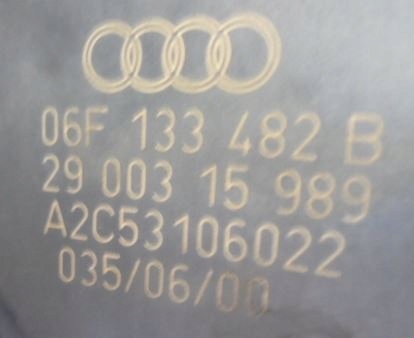 06F 133 482 B
29 003 15 989
A2C53106022
035/06/00